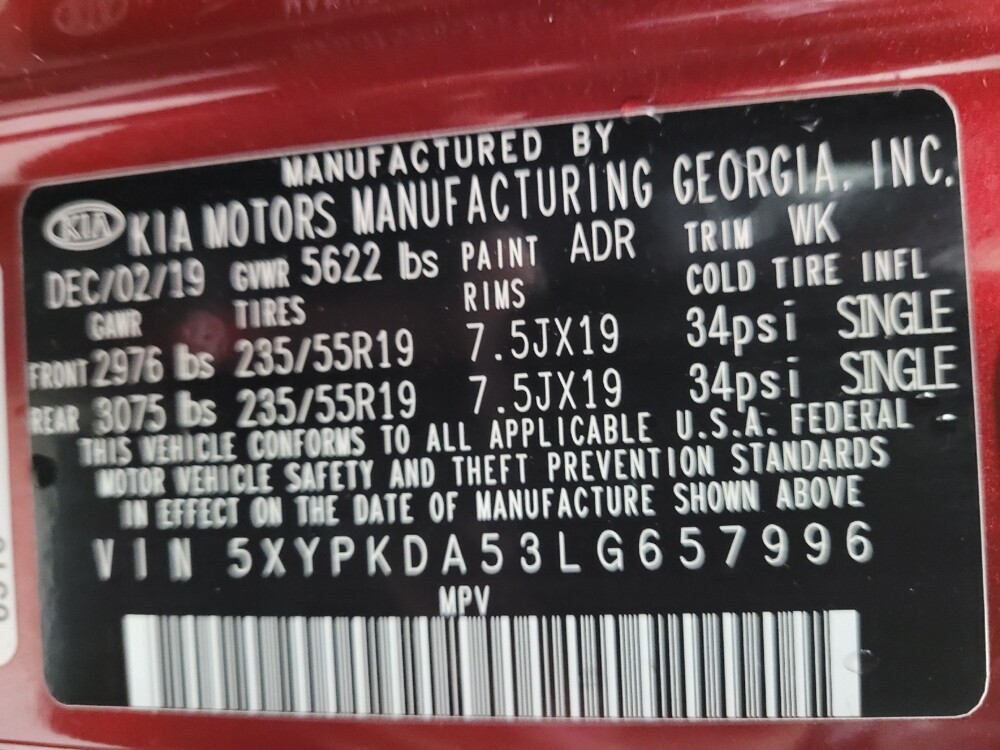 MANUFACTURED BY
KIA KIA MOTORS MANUFACTURING GEORGIA, INC.
DEC/02/19 GVWR 5622 lbs PAINT ADR TRIM WK
GAWR TIRES RIMS COLD TIRE INFL
FRONT 2976 lbs 235/55R19 7.5JX19 34psi SINGLE
REAR 3075 lbs 235/55R19 7.5JX19 34psi SINGLE
THIS VEHICLE CONFORMS TO ALL APPLICABLE U.S.A. FEDERAL
MOTOR VEHICLE SAFETY AND THEFT PREVENTION STANDARDS
IN EFFECT ON THE DATE OF MANUFACTURE SHOWN ABOVE
VIN 5XYPKDA53LG657996
MPV